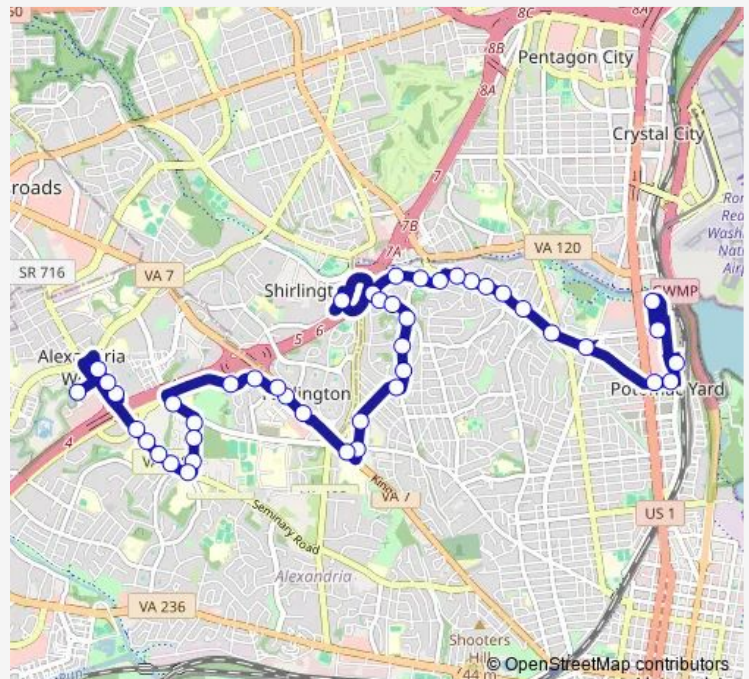 8C
8A
50
8B
Pentagon City
8A
Crystal City
roads
7
7B
VA 120
7A
SR 716
VA 7
Shirlingt
GWMP
6
5
Alexandria
4
Potomac Yard
King
VA 7
US 1
Seminary Road
Alexandria
VA 236
Shooters
Hill
44 m
© OpenStreetMap contributors